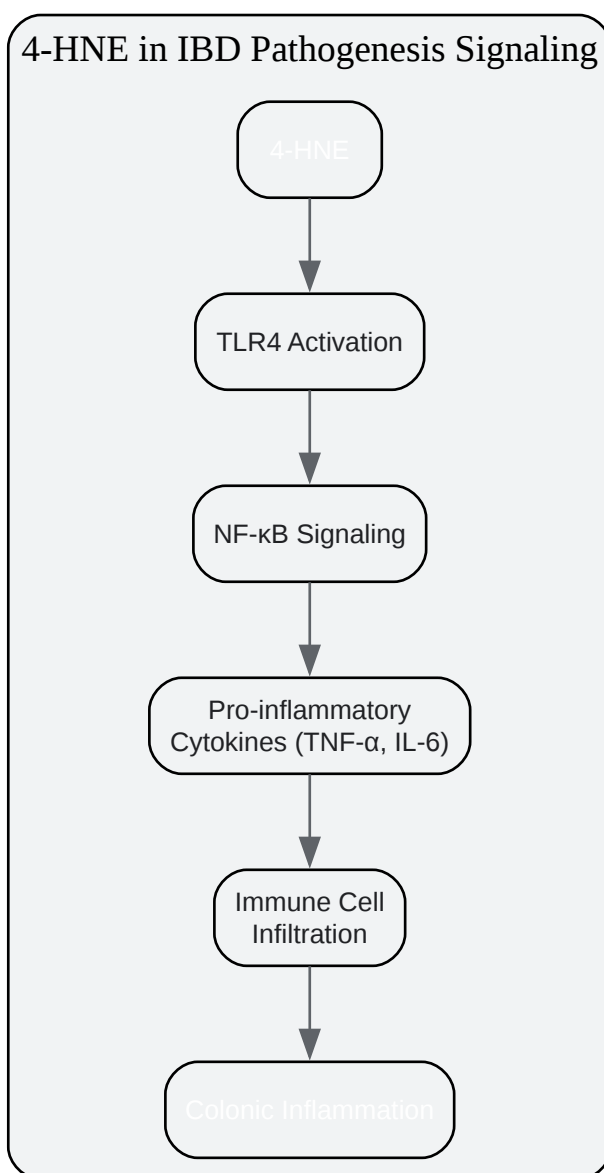 4-HNE in IBD Pathogenesis Signaling
4-HNE
TLR4 Activation
NF-κB Signaling
Pro-inflammatory
Cytokines (TNF-α, IL-6)
Immune Cell
Infiltration
Colonic Inflammation